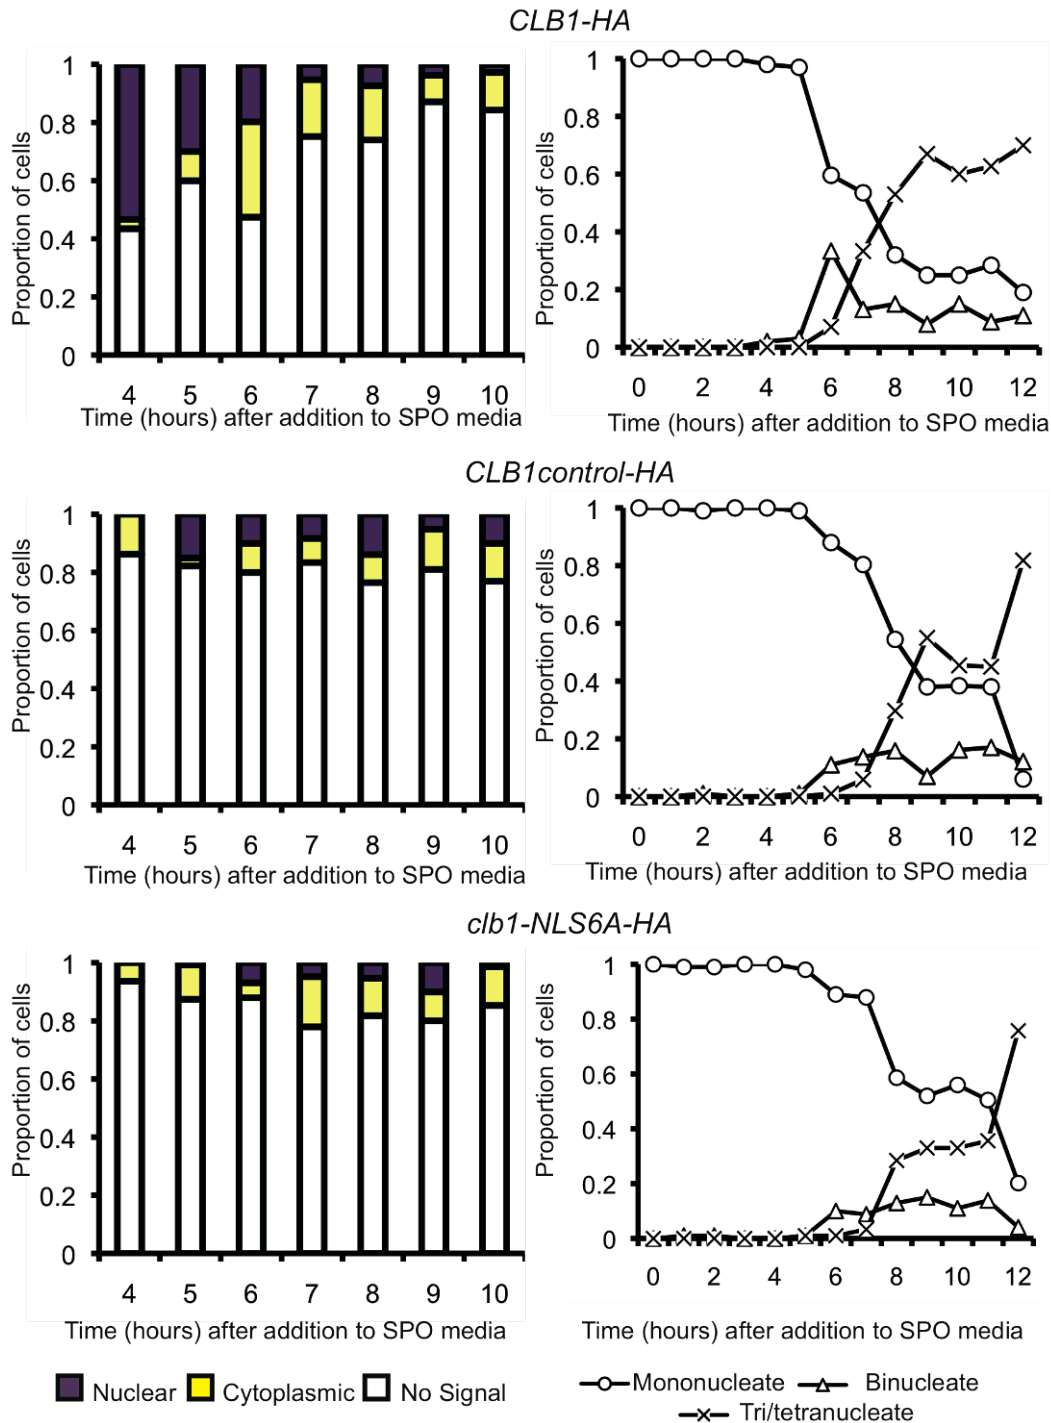 CLB1-HA
Proportion of cells
1
0.8
0.6
0.4
0.2
0
4 5 6 7 8 9 10
Time (hours) after addition to SPO media
Proportion of cells
1
0.8
0.6
0.4
0.2
0
0 2 4 6 8 10 12
Time (hours) after addition to SPO media
CLB1control-HA
Proportion of cells
1
0.8
0.6
0.4
0.2
0
4 5 6 7 8 9 10
Time (hours) after addition to SPO media
Proportion of cells
1
0.8
0.6
0.4
0.2
0
0 2 4 6 8 10 12
Time (hours) after addition to SPO media
clb1-NLS6A-HA
Proportion of cells
1
0.8
0.6
0.4
0.2
0
4 5 6 7 8 9 10
Time (hours) after addition to SPO media
Proportion of cells
1
0.8
0.6
0.4
0.2
0
0 2 4 6 8 10 12
Time (hours) after addition to SPO media
Nuclear Cytoplasmic No Signal
Mononucleate Binucleate
Tri/tetranucleate